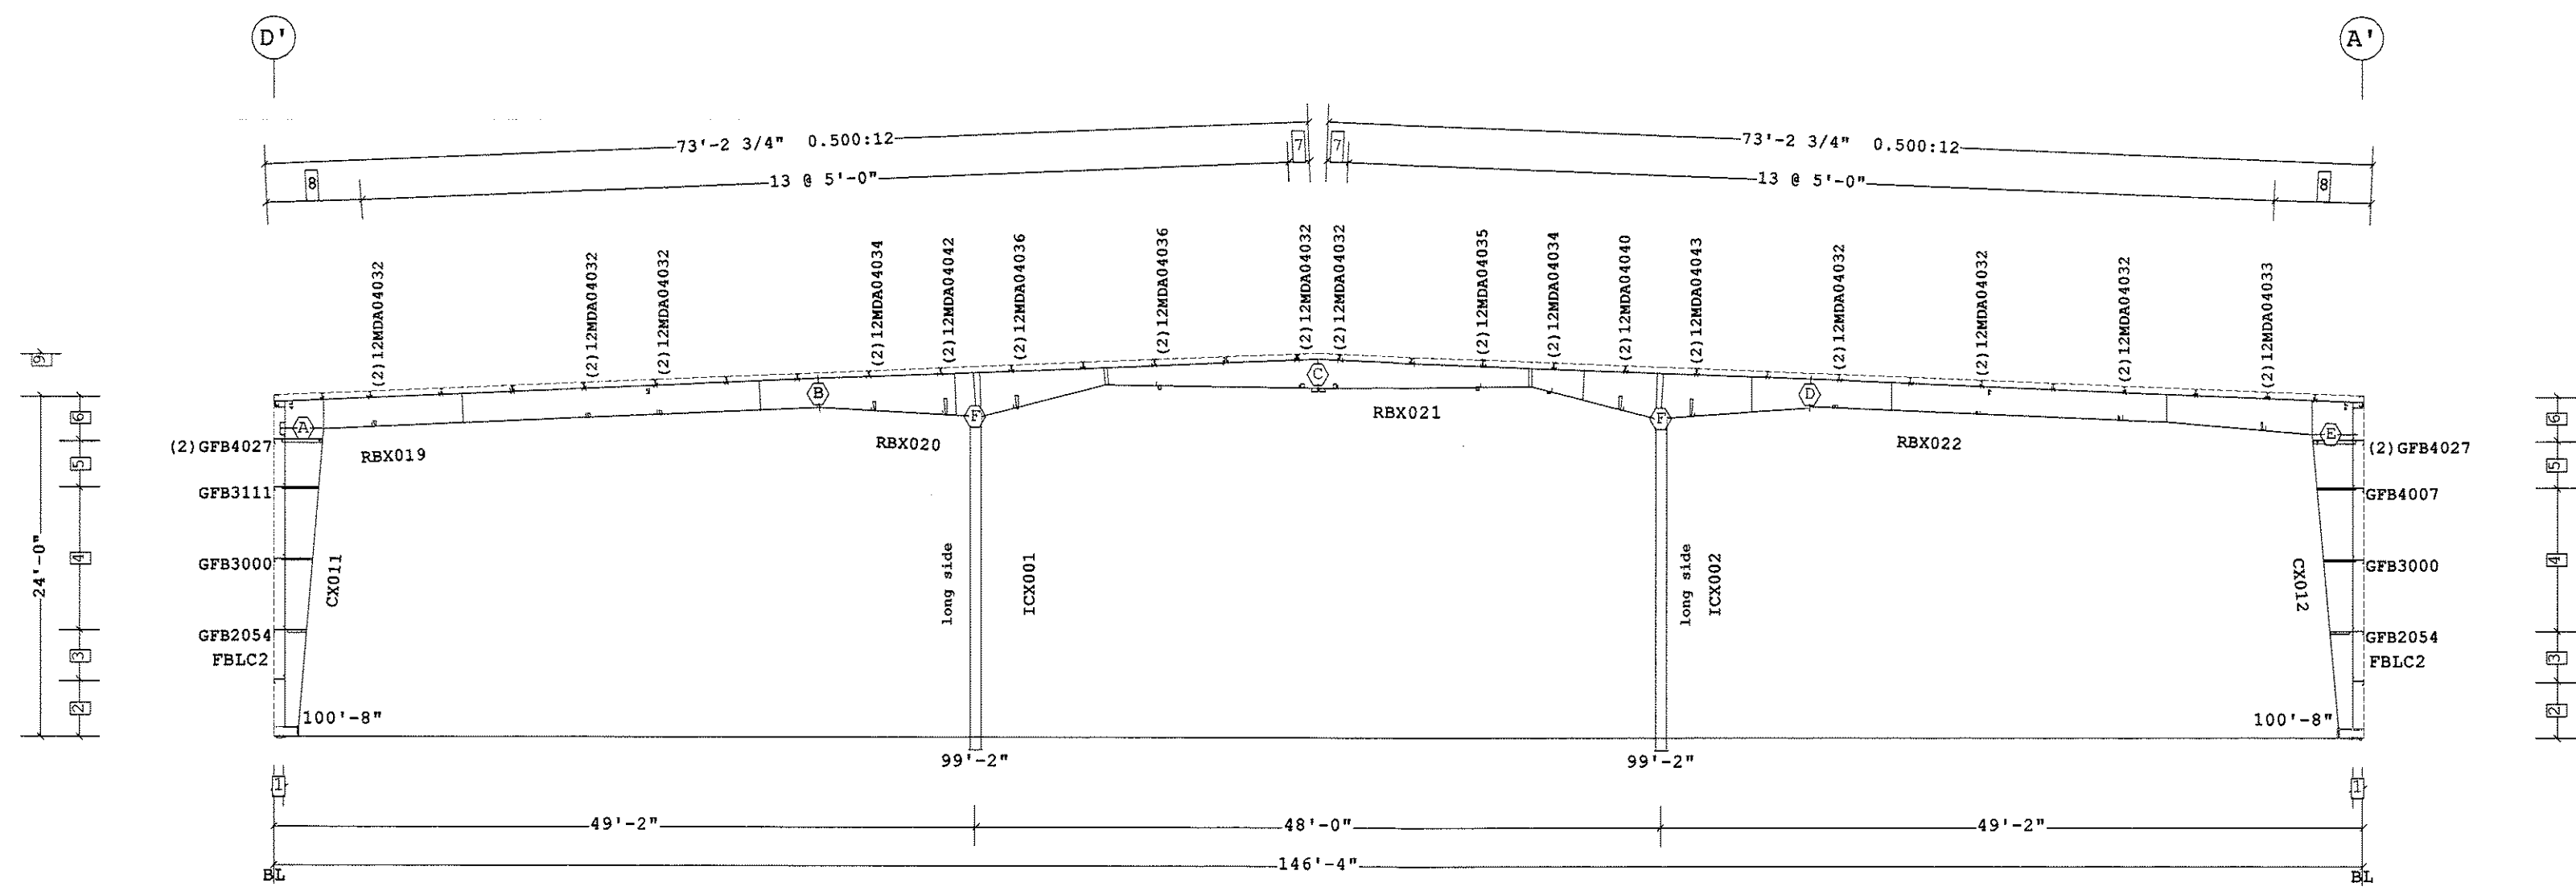 D'
A'
73'-2 3/4" 0.500:12
7
7
73'-2 3/4" 0.500:12
8
13 @ 5'-0"
13 @ 5'-0"
8
(2)12MDA04032
(2)12MDA04032
(2)12MDA04032
(2)12MDA04034
(2)12MDA04042
(2)12MDA04036
(2)12MDA04036
(2)12MDA04032
(2)12MDA04032
(2)12MDA04035
(2)12MDA04034
(2)12MDA04040
(2)12MDA04043
(2)12MDA04032
(2)12MDA04032
(2)12MDA04032
(2)12MDA04033
9
C
B
D
6
A
F
RBX021
F
E
6
(2)GFB4027
RBX019
RBX020
RBX022
(2)GFB4027
5
5
GFB3111
GFB4007
24'-0"
4
GFB3000
CX011
long side
ICX001
long side
ICX002
CX012
GFB3000
4
GFB2054
GFB2054
3
FBLC2
FBLC2
3
2
100'-8"
100'-8"
2
99'-2"
99'-2"
1
1
49'-2"
48'-0"
49'-2"
146'-4"
BL
BL